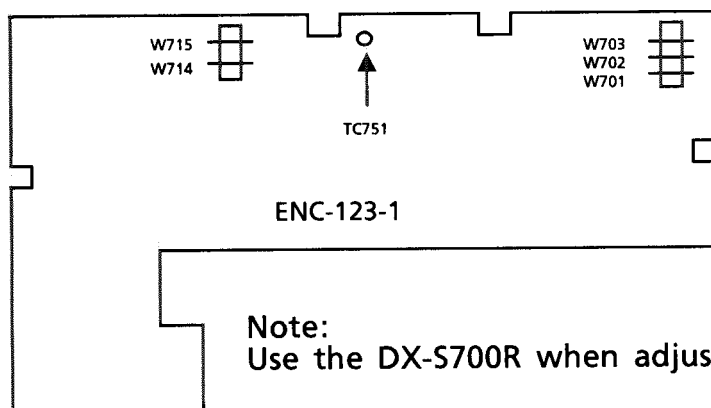 W715
W714
W703
W702
W701
TC751
ENC-123-1
Note:
Use the DX-S700R when adjus